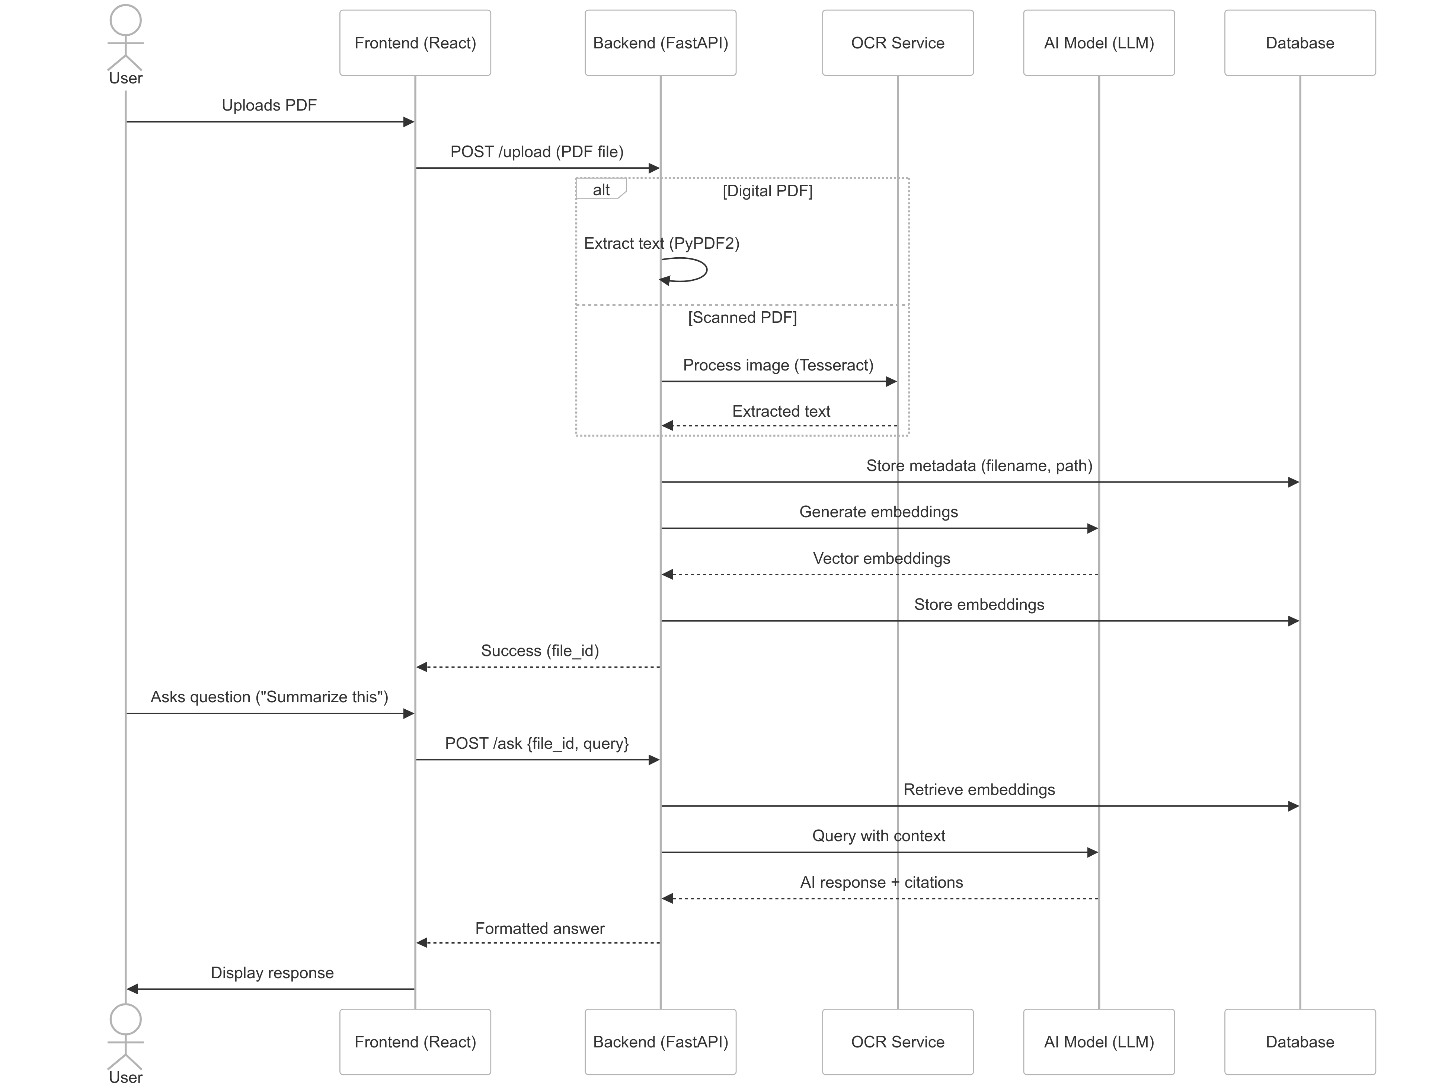 User
Frontend (React)
Backend (FastAPI)
OCR Service
AI Model (LLM)
Database
Uploads PDF
POST /upload (PDF file)
alt
[Digital PDF]
Extract text (PyPDF2)
[Scanned PDF]
Process image (Tesseract)
Extracted text
Store metadata (filename, path)
Generate embeddings
Vector embeddings
Store embeddings
Success (file_id)
Asks question ("Summarize this")
POST /ask {file_id, query}
Retrieve embeddings
Query with context
AI response + citations
Formatted answer
Display response
User
Frontend (React)
Backend (FastAPI)
OCR Service
AI Model (LLM)
Database